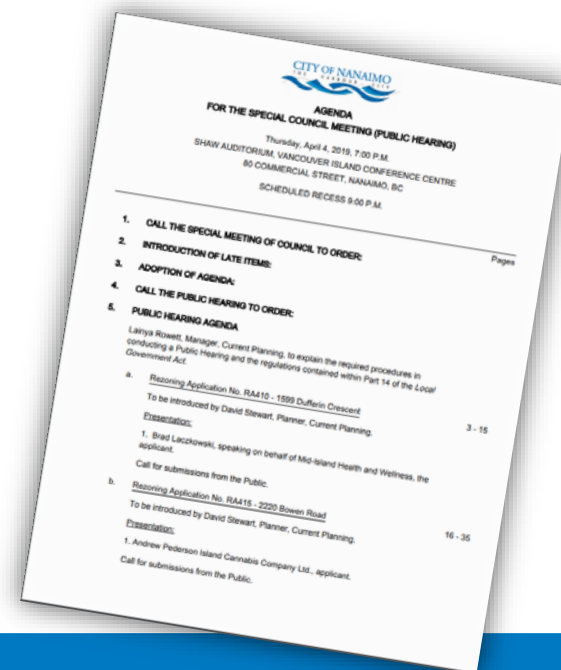 CITY OF NANAIMO
THE HARBOUR CITY
AGENDA
FOR THE SPECIAL COUNCIL MEETING (PUBLIC HEARING)
Thursday, April 4, 2019, 7:00 P.M.
SHAW AUDITORIUM, VANCOUVER ISLAND CONFERENCE CENTRE
80 COMMERCIAL STREET, NANAIMO, BC
SCHEDULED RECESS 9:00 P.M.
Pages
1. CALL THE SPECIAL MEETING OF COUNCIL TO ORDER:
2. INTRODUCTION OF LATE ITEMS:
3. ADOPTION OF AGENDA:
4. CALL THE PUBLIC HEARING TO ORDER:
5. PUBLIC HEARING AGENDA
Lainya Rowett, Manager, Current Planning, to explain the required procedures in
conducting a Public Hearing and the regulations contained within Part 14 of the Local
Government Act.
a. Rezoning Application No. RA410 - 1599 Dufferin Crescent 3 - 15
To be introduced by David Stewart, Planner, Current Planning.
Presentation:
1. Brad Laczkowski, speaking on behalf of Mid-Island Health and Wellness, the
applicant.
Call for submissions from the Public.
b. Rezoning Application No. RA415 - 2220 Bowen Road 16 - 35
To be introduced by David Stewart, Planner, Current Planning.
Presentation:
1. Andrew Pederson Island Cannabis Company Ltd., applicant.
Call for submissions from the Public.